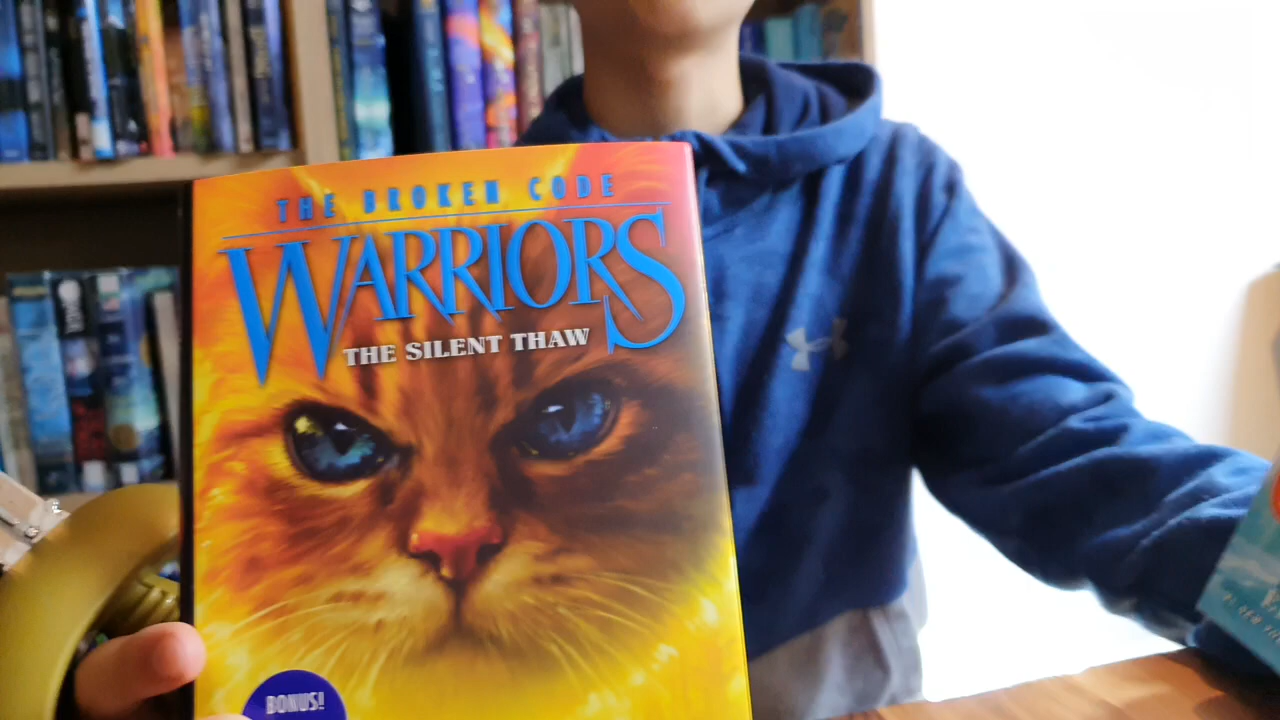 THE BROKEN CODE
WARRIORS
THE SILENT THAW
BONUS!